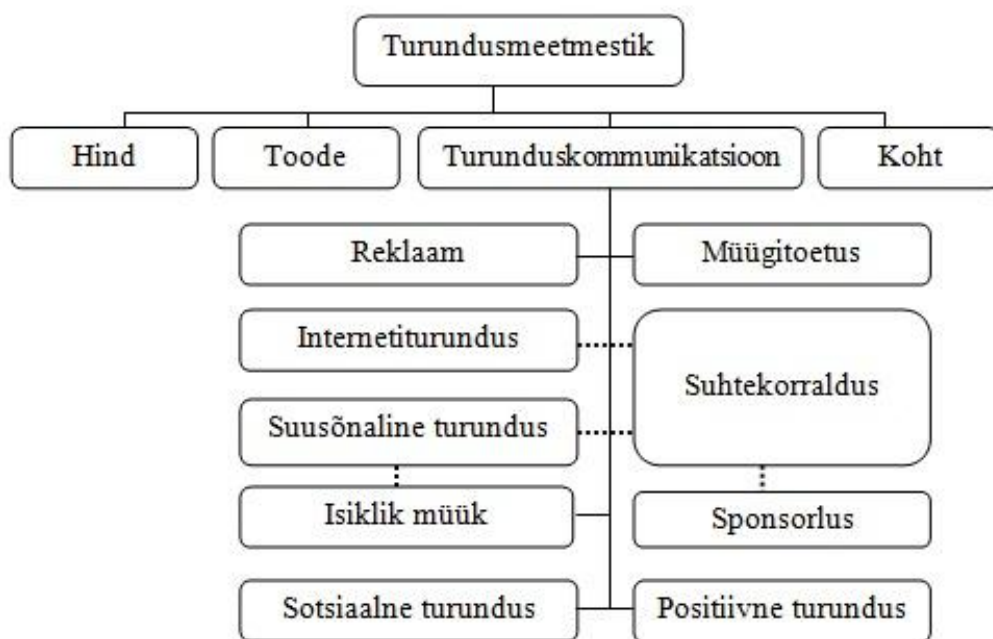 Turundusmeetmestik
Hind
Toode
Turunduskommunikatsioon
Koht
Reklaam
Müügitoetus
Internetiturundus
Suhtekorraldus
Suusõnaline turundus
Isiklik müük
Sponsorlus
Sotsiaalne turundus
Positiivne turundus